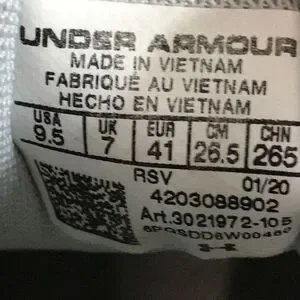 UNDER ARMOUR
MADE IN VIETNAM
FABRIQUÉ AU VIETNAM
HECHO EN VIETNAM
USA UK EUR CM CHN
9.5 7 41 26.5 265
RSV 01/20
4203088902
Art.3021972-105